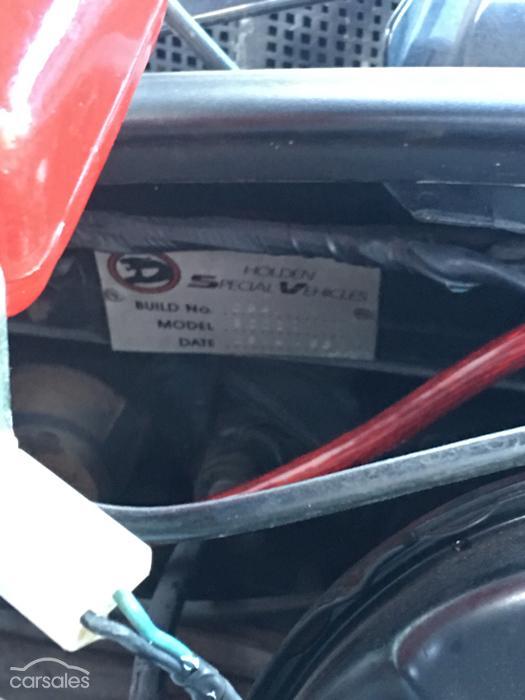 HOLDEN
SPECIAL VEHICLES
BUILD No.
MODEL
DATE
carsales